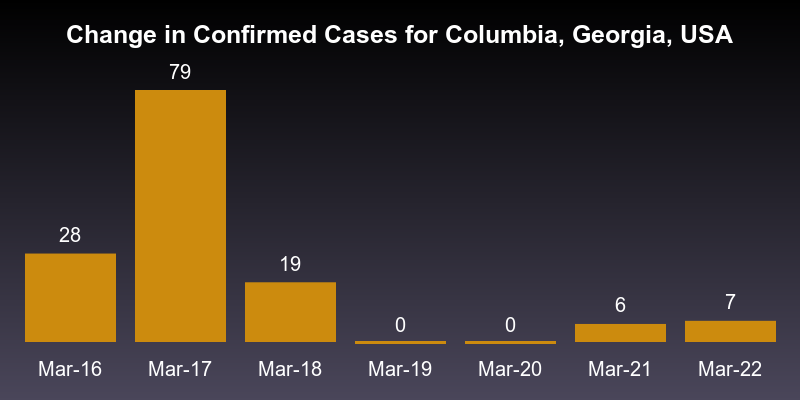 Change in Confirmed Cases for Columbia, Georgia, USA
79
28
19
0
0
6
7
Mar-16
Mar-17
Mar-18
Mar-19
Mar-20
Mar-21
Mar-22